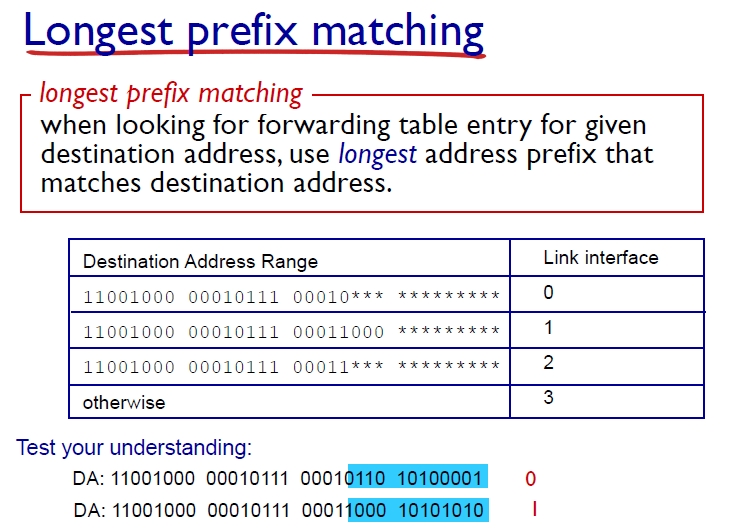 Longest prefix matching
longest prefix matching
when looking for forwarding table entry for given
destination address, use longest address prefix that
matches destination address.
Destination Address Range Link interface
11001000 00010111 00010*** ********* 0
11001000 00010111 00011000 ********* 1
11001000 00010111 00011*** ********* 2
otherwise 3
Test your understanding:
DA: 11001000 00010111 00010110 10100001 0
DA: 11001000 00010111 00011000 10101010 1